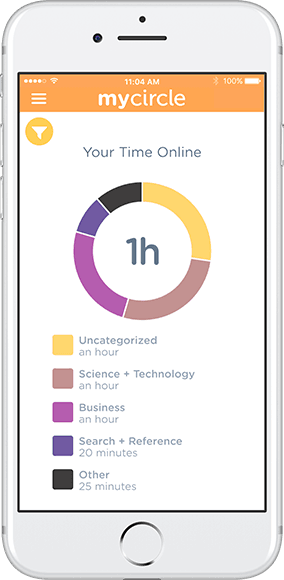 11:04 AM 100%
mycircle
Your Time Online
1h
Uncategorized
an hour
Science + Technology
an hour
Business
an hour
Search + Reference
20 minutes
Other
25 minutes